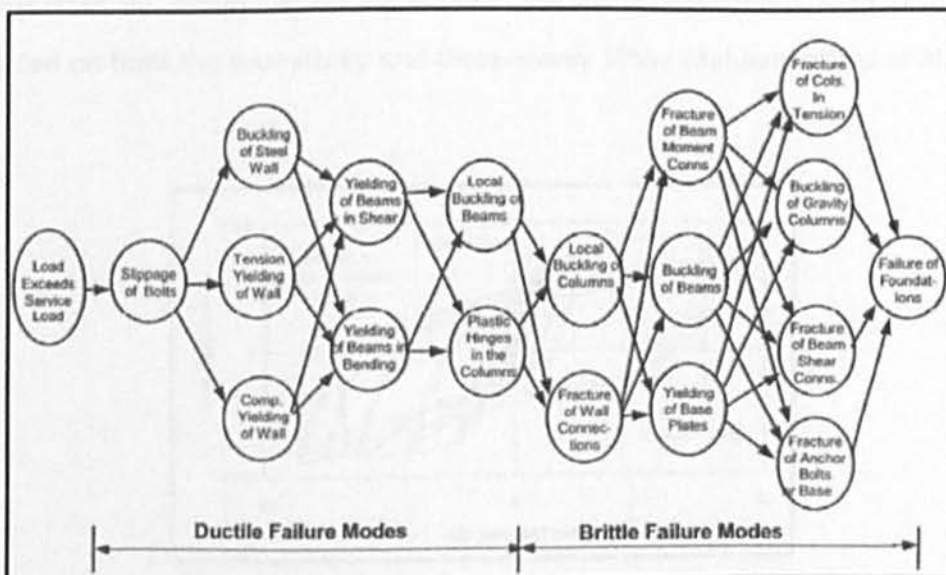 Load
Exceeds
Service
Load
Slippage
of Bolts
Buckling
of Steel
Wall
Tension
Yielding
of Wall
Comp.
Yielding
of Wall
Yielding
of Beams
in Shear
Yielding
of Beams in
Bending
Local
Buckling of
Beams
Plastic
Hinges
in the
Columns
Local
Buckling of
Columns
Fracture
of Wall
Connec-
tions
Fracture
of Beam
Moment
Conns
Buckling
of Beams
Yielding
of Base
Plates
Fracture
of Cols.
In
Tension
Buckling
of Gravity
Columns
Fracture
of Beam
Shear
Conns.
Fracture
of Anchor
Bolts
or Base
Failure of
Foundat-
ions
Ductile Failure Modes
Brittle Failure Modes